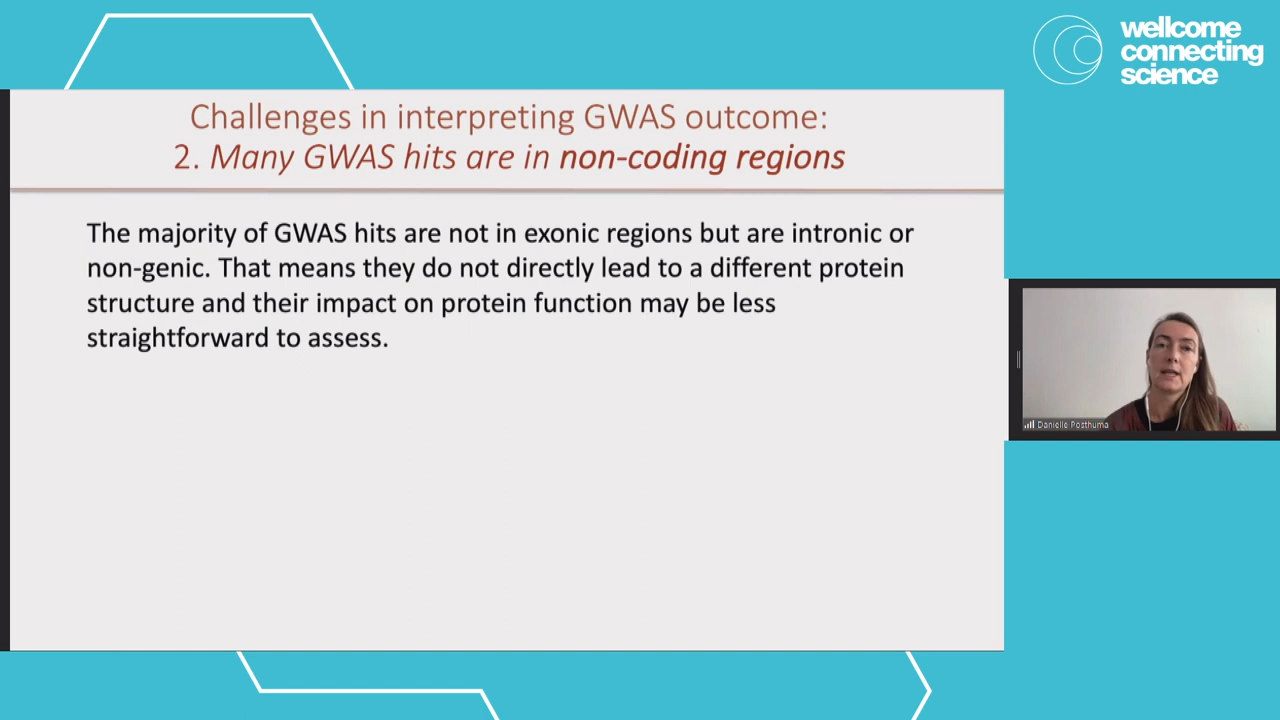 wellcome
connecting
science
Challenges in interpreting GWAS outcome:
2. Many GWAS hits are in non-coding regions
The majority of GWAS hits are not in exonic regions but are intronic or
non-genic. That means they do not directly lead to a different protein
structure and their impact on protein function may be less
straightforward to assess.
Danielle Posthuma